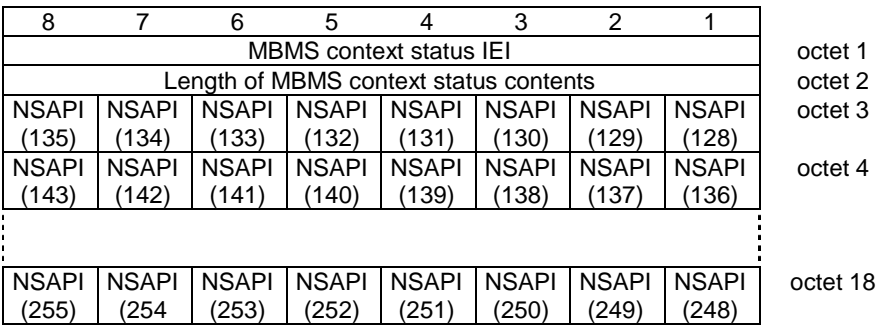 8 7 6 5 4 3 2 1
MBMS context status IEI octet 1
Length of MBMS context status contents octet 2
NSAPI NSAPI NSAPI NSAPI NSAPI NSAPI NSAPI NSAPI octet 3
(135) (134) (133) (132) (131) (130) (129) (128)
NSAPI NSAPI NSAPI NSAPI NSAPI NSAPI NSAPI NSAPI octet 4
(143) (142) (141) (140) (139) (138) (137) (136)
NSAPI NSAPI NSAPI NSAPI NSAPI NSAPI NSAPI NSAPI octet 18
(255) (254 (253) (252) (251) (250) (249) (248)